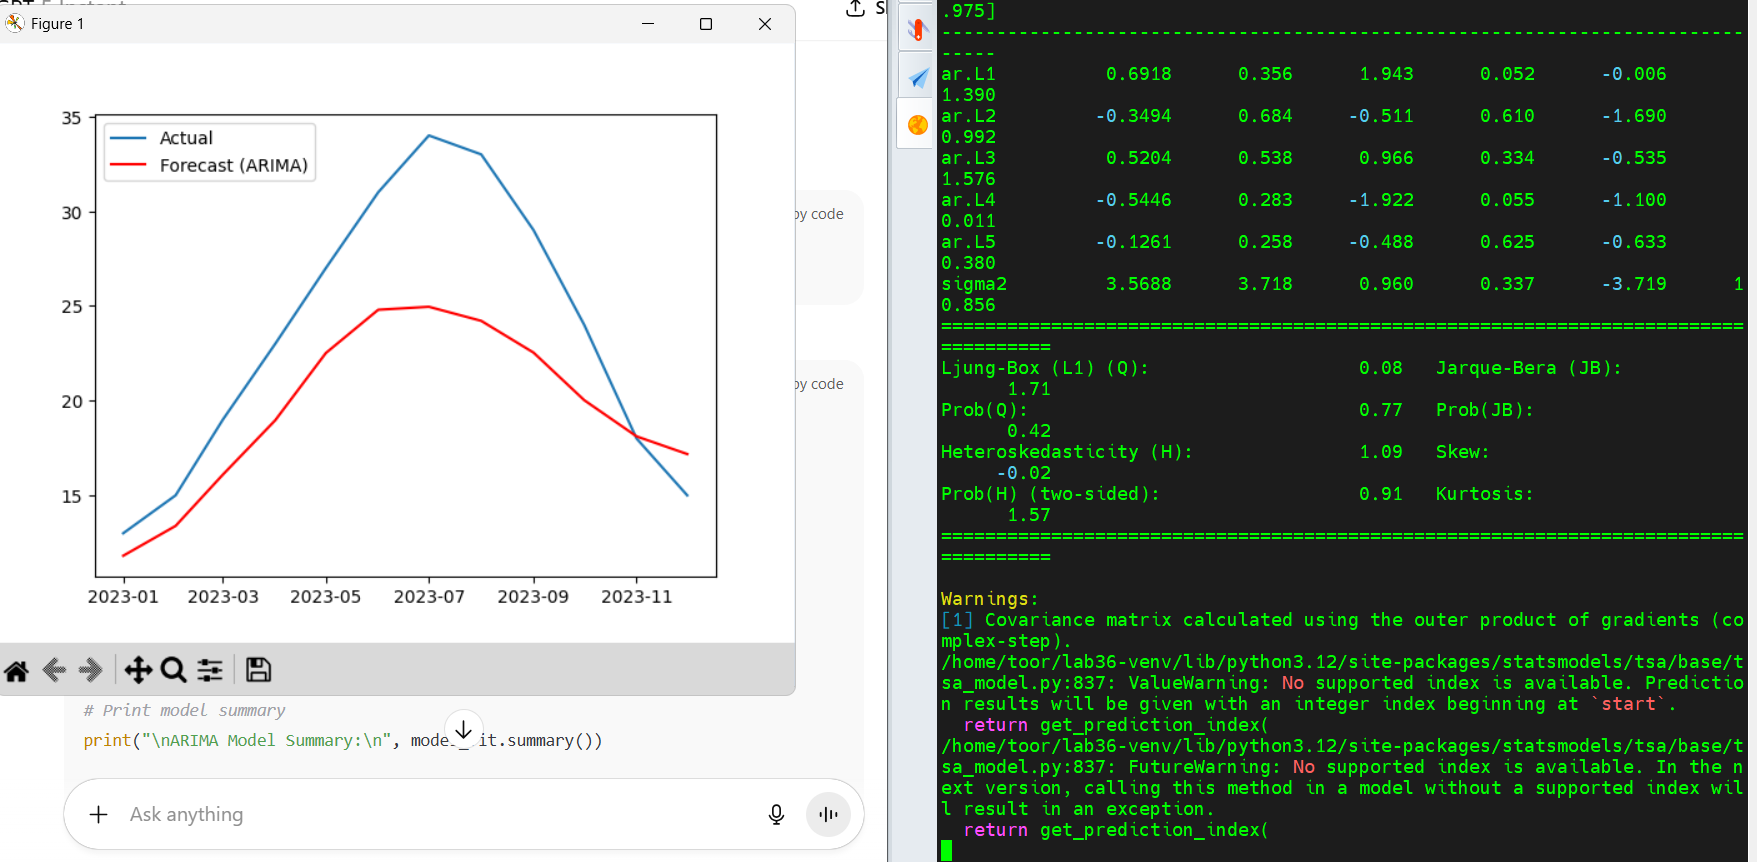 Figure 1
35
30
25
20
15
Actual
Forecast (ARIMA)
2023-01 2023-03 2023-05 2023-07 2023-09 2023-11
py code
py code
# Print model summary
print("\nARIMA Model Summary:\n", model_fit.summary())
Ask anything
.975]
-------------------------------------------------------------------------
-----
ar.L1 0.6918 0.356 1.943 0.052 -0.006
1.390
ar.L2 -0.3494 0.684 -0.511 0.610 -1.690
0.992
ar.L3 0.5204 0.538 0.966 0.334 -0.535
1.576
ar.L4 -0.5446 0.283 -1.922 0.055 -1.100
0.011
ar.L5 -0.1261 0.258 -0.488 0.625 -0.633
0.380
sigma2 3.5688 3.718 0.960 0.337 -3.719 1
0.856
=========================================================================
==========
Ljung-Box (L1) (Q): 0.08 Jarque-Bera (JB):
1.71
Prob(Q): 0.77 Prob(JB):
0.42
Heteroskedasticity (H): 1.09 Skew:
-0.02
Prob(H) (two-sided): 0.91 Kurtosis:
1.57
=========================================================================
==========
Warnings:
[1] Covariance matrix calculated using the outer product of gradients (co
mplex-step).
/home/toor/lab36-venv/lib/python3.12/site-packages/statsmodels/tsa/base/t
sa_model.py:837: ValueWarning: No supported index is available. Predictio
n results will be given with an integer index beginning at `start`.
return get_prediction_index(
/home/toor/lab36-venv/lib/python3.12/site-packages/statsmodels/tsa/base/t
sa_model.py:837: FutureWarning: No supported index is available. In the n
ext version, calling this method in a model without a supported index wil
l result in an exception.
return get_prediction_index(